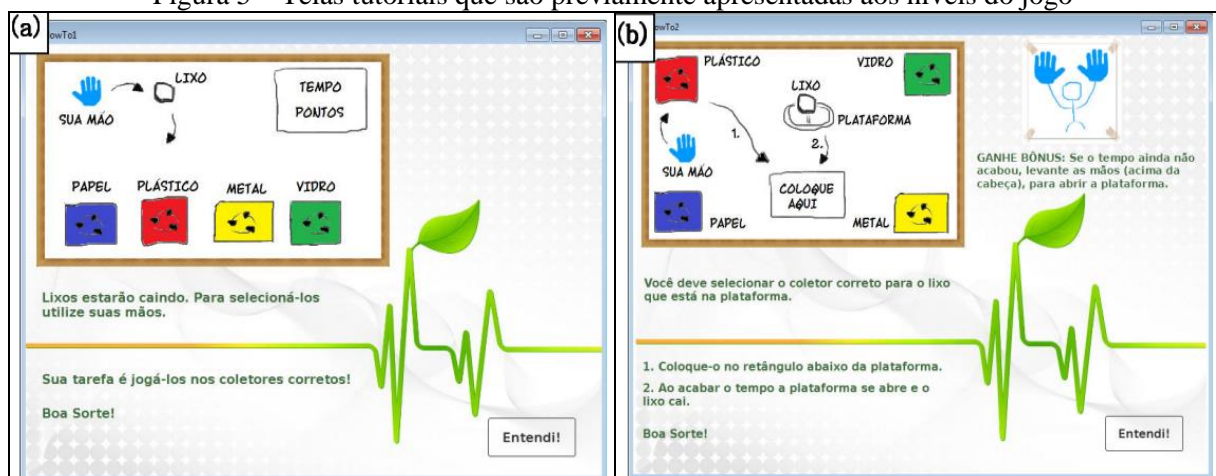 Figura 3 – Telas tutoriais que são previamente apresentadas aos níveis do jogo
(a)
owTo1
LIXO
SUA MÃO
TEMPO
PONTOS
PAPEL PLÁSTICO METAL VIDRO
Lixos estarão caindo. Para selecioná-los
utilize suas mãos.
Sua tarefa é jogá-los nos coletores corretos!
Boa Sorte!
Entendi!
(b)
owTo2
PLÁSTICO
VIDRO
LIXO
PLATAFORMA
1.
2.
SUA MÃO
COLOQUE
AQUI
PAPEL
METAL
GANHE BÔNUS: Se o tempo ainda não
acabou, levante as mãos (acima da
cabeça), para abrir a plataforma.
Você deve selecionar o coletor correto para o lixo
que está na plataforma.
1. Coloque-o no retângulo abaixo da plataforma.
2. Ao acabar o tempo a plataforma se abre e o
lixo cai.
Boa Sorte!
Entendi!